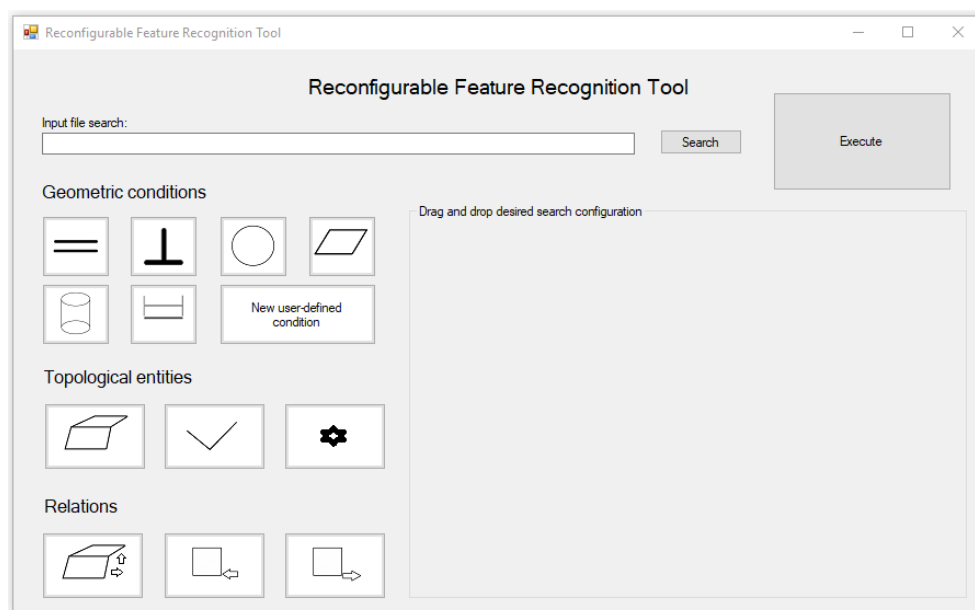 Reconfigurable Feature Recognition Tool
Reconfigurable Feature Recognition Tool
Input file search:
Search
Execute
Geometric conditions
Drag and drop desired search configuration
New user-defined
condition
Topological entities
Relations